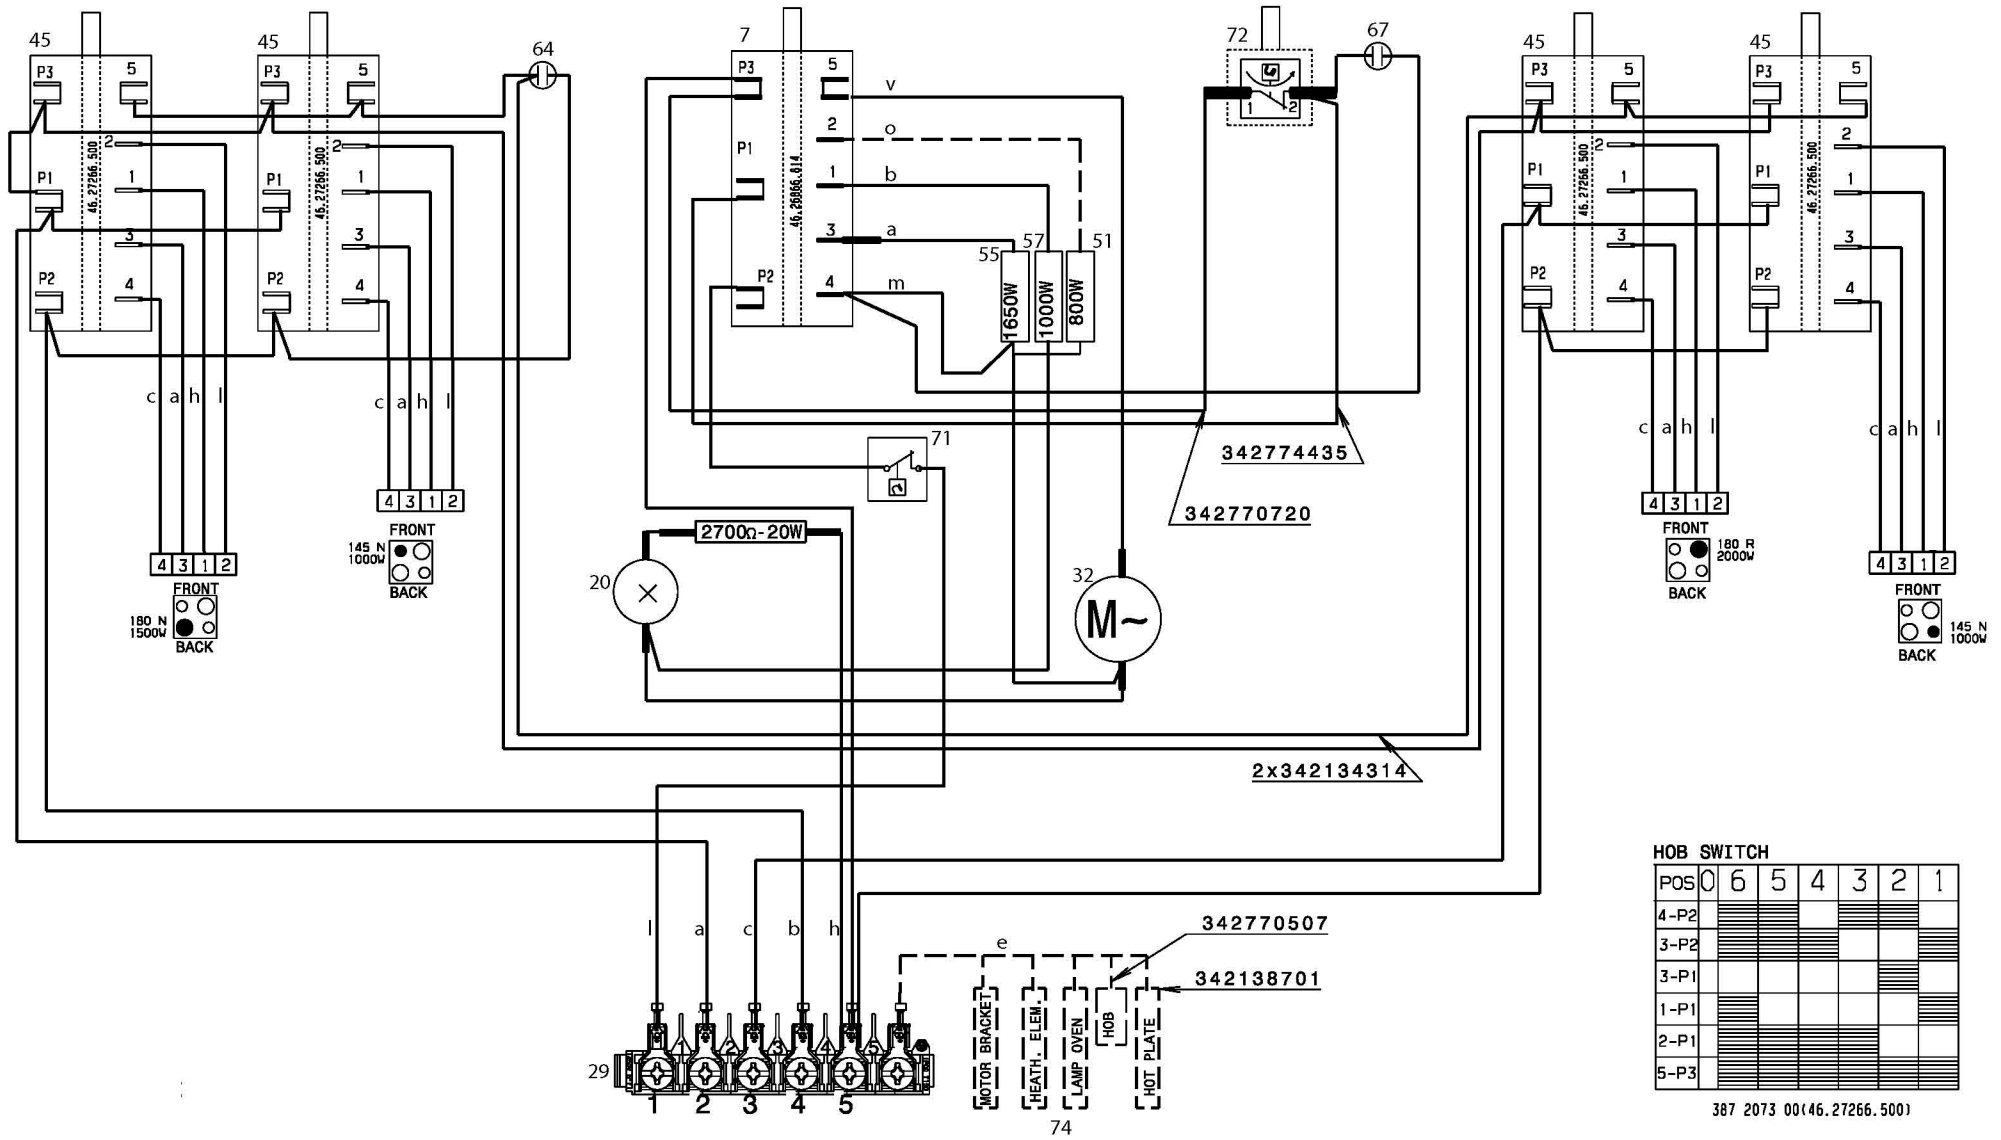 45
P3
5
2
P1
1
3
P2
4
46.27266.500
c a h l
4 3 1 2
FRONT
180 N
1500W
BACK
45
P3
5
2
P1
1
3
P2
4
46.27266.500
c a h l
4 3 1 2
FRONT
145 N
1000W
BACK
64
7
P3
5
v
2
o
P1
1
b
3
a
P2
4
m
46.26866.814
55
57
51
1650W
1000W
800W
72
1
2
67
342774435
342770720
71
2700Ω-20W
20
32
M~
2x342134314
45
P3
5
2
P1
1
3
P2
4
46.27266.500
c a h l
4 3 1 2
FRONT
180 R
2000W
BACK
45
P3
5
2
P1
1
3
P2
4
46.27266.500
c a h l
4 3 1 2
FRONT
145 N
1000W
BACK
l a c b h
e
342770507
342138701
MOTOR BRACKET
HEATH. ELEM.
LAMP OVEN
HOB
HOT PLATE
74
29
1 2 3 4 5
1 2 3 4 5
HOB SWITCH
POS 0 6 5 4 3 2 1
4-P2
3-P2
3-P1
1-P1
2-P1
5-P3
387 2073 00(46.27266.500)